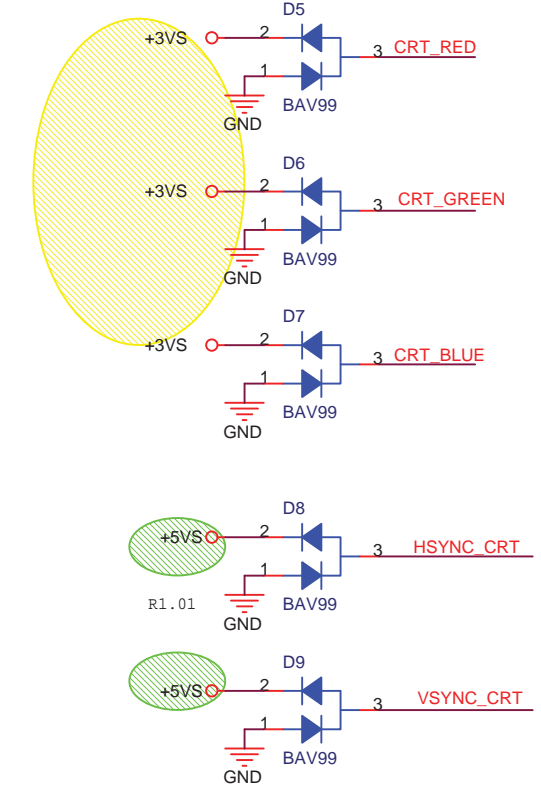 D5
+3VS 2 3 CRT_RED
1
GND BAV99
D6
+3VS 2 3 CRT_GREEN
1
GND BAV99
D7
+3VS 2 3 CRT_BLUE
1
GND BAV99
D8
+5VS 2 3 HSYNC_CRT
1
R1.01 GND BAV99
D9
+5VS 2 3 VSYNC_CRT
1
GND BAV99